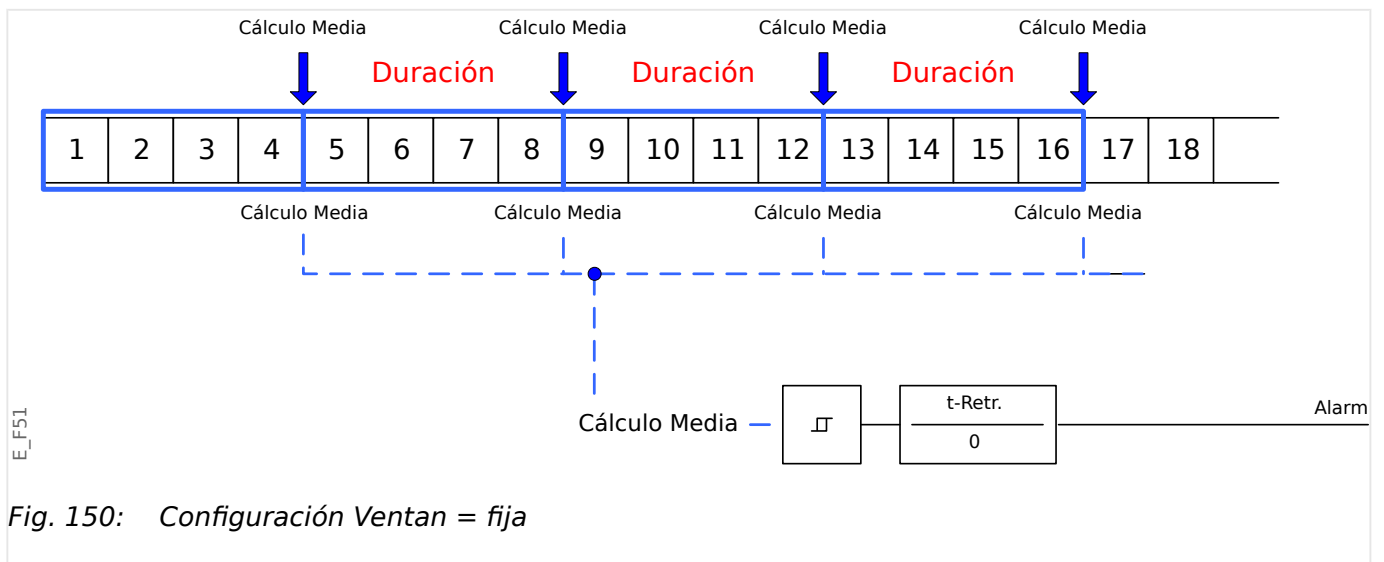 Cálculo Media Cálculo Media Cálculo Media Cálculo Media
Duración Duración Duración
1 2 3 4 5 6 7 8 9 10 11 12 13 14 15 16 17 18
Cálculo Media Cálculo Media Cálculo Media Cálculo Media
t-Retr.
Cálculo Media
0
Alarm
E_F51
Fig. 150: Configuración Ventan = fija